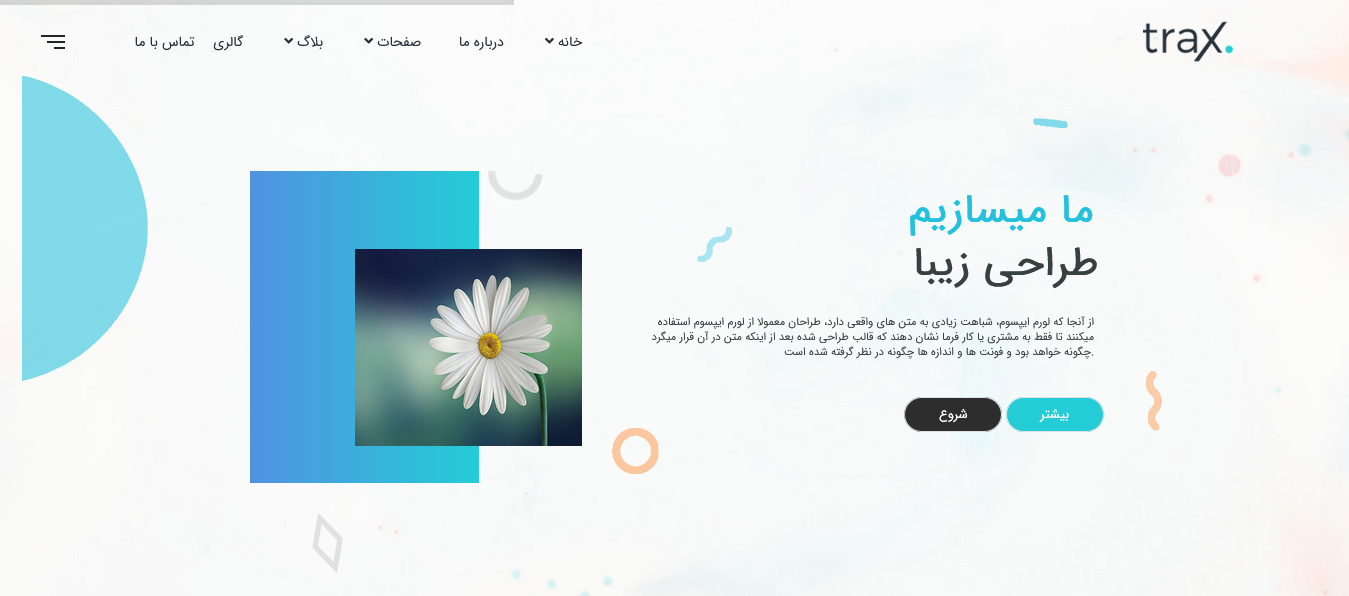 trax.
خانه
درباره ما
صفحات
بلاگ
گالری
تماس با ما
ما میسازیم
طراحی زیبا
از آنجا که لورم ایپسوم، شباهت زیادی به متن های واقعی دارد، طراحان معمولا از لورم ایپسوم استفاده
میکنند تا فقط به مشتری یا کار فرما نشان دهند که قالب طراحی شده بعد از اینکه متن در آن قرار میگرد
چگونه خواهد بود و فونت ها و اندازه ها چگونه در نظر گرفته شده است.
بیشتر
شروع